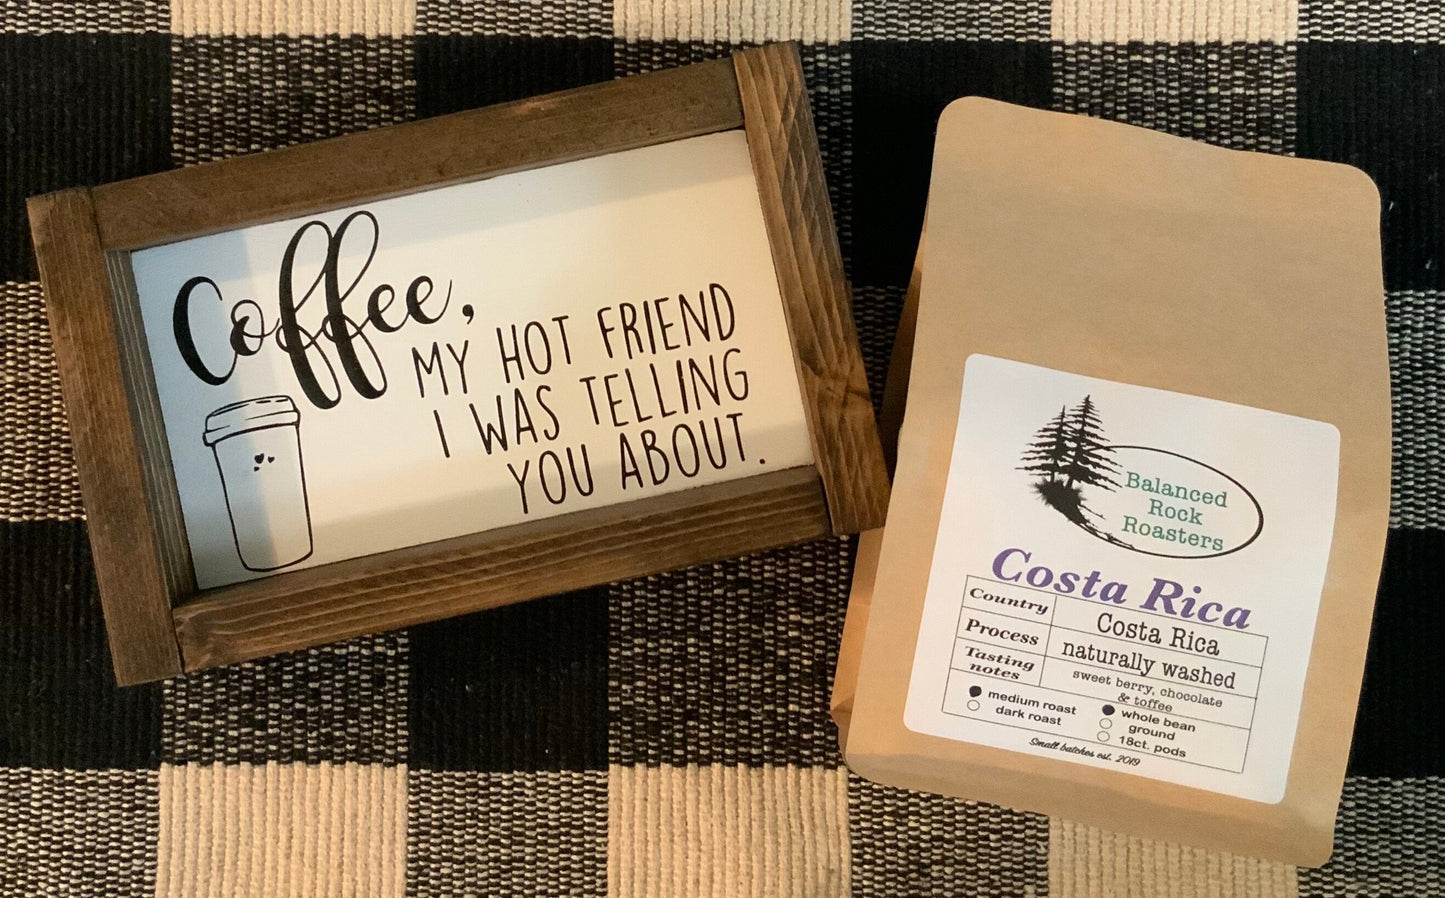 Coffee,
MY HOT FRIEND
I WAS TELLING
YOU ABOUT.
Balanced
Rock
Roasters
Costa Rica
Country Costa Rica
Process naturally washed
Tasting notes sweet berry, chocolate
& toffee
medium roast
dark roast
whole bean
ground
18ct. pods
Small batches est. 2019